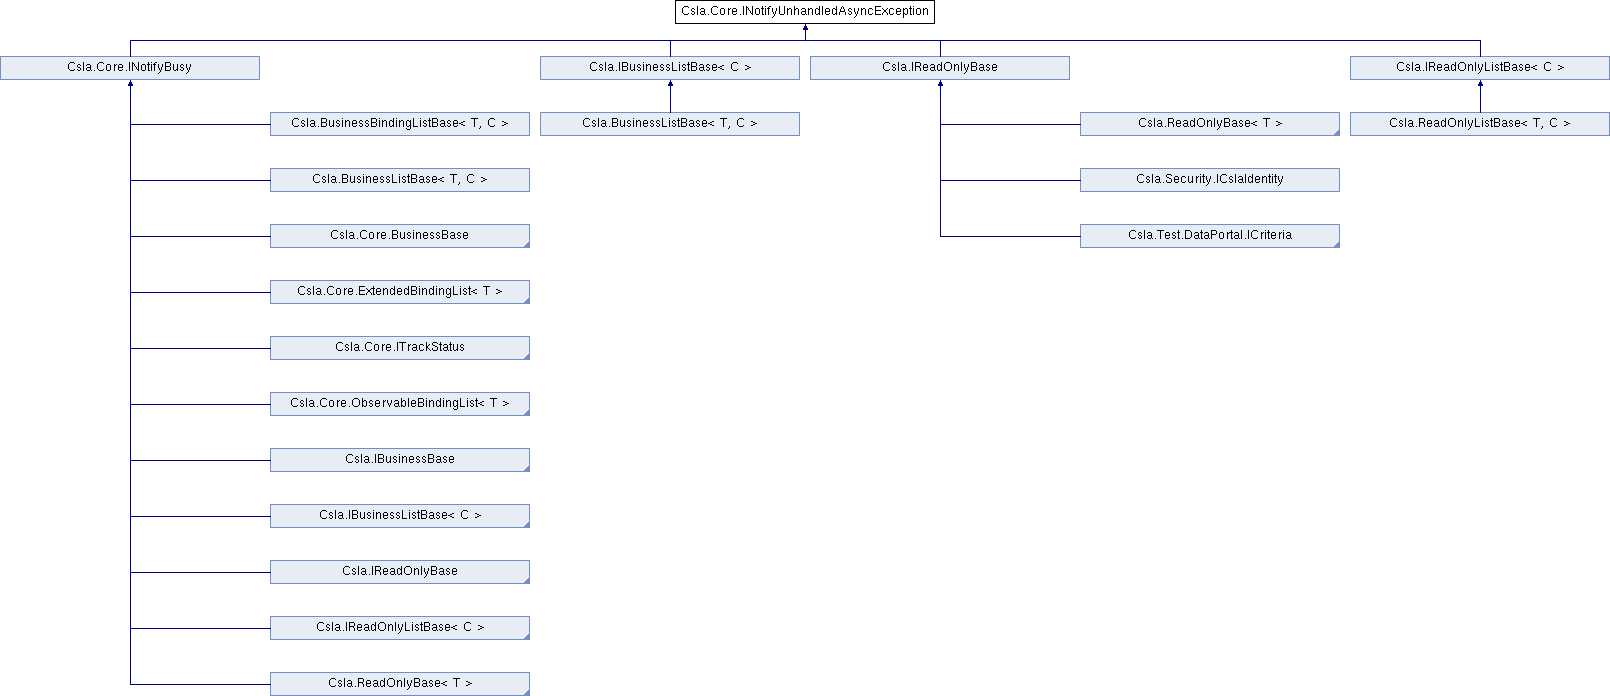 Csla.Core.INotifyUnhandledAsyncException
Csla.Core.INotifyBusy
Csla.IBusinessListBase< C >
Csla.IReadOnlyBase
Csla.IReadOnlyListBase< C >
Csla.BusinessBindingListBase< T, C >
Csla.BusinessListBase< T, C >
Csla.ReadOnlyBase< T >
Csla.ReadOnlyListBase< T, C >
Csla.BusinessListBase< T, C >
Csla.Security.ICslaIdentity
Csla.Core.BusinessBase
Csla.Test.DataPortal.ICriteria
Csla.Core.ExtendedBindingList< T >
Csla.Core.ITrackStatus
Csla.Core.ObservableBindingList< T >
Csla.IBusinessBase
Csla.IBusinessListBase< C >
Csla.IReadOnlyBase
Csla.IReadOnlyListBase< C >
Csla.ReadOnlyBase< T >